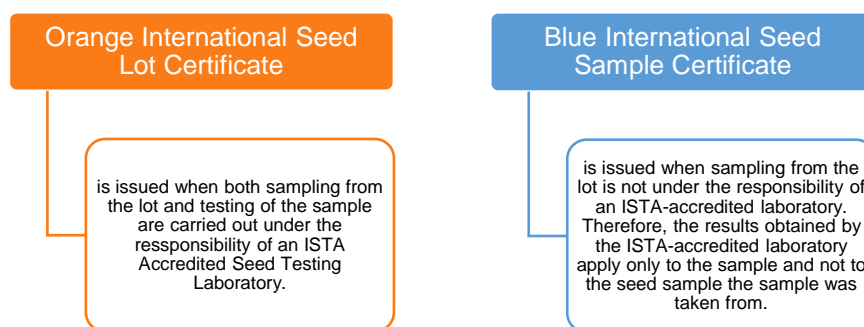 Orange International Seed
Lot Certificate
is issued when both sampling from
the lot and testing of the sample
are carried out under the
ressponsibility of an ISTA
Accredited Seed Testing
Laboratory.
Blue International Seed
Sample Certificate
is issued when sampling from the
lot is not under the responsibility of
an ISTA-accredited laboratory.
Therefore, the results obtained by
the ISTA-accredited laboratory
apply only to the sample and not to
the seed sample the sample was
taken from.